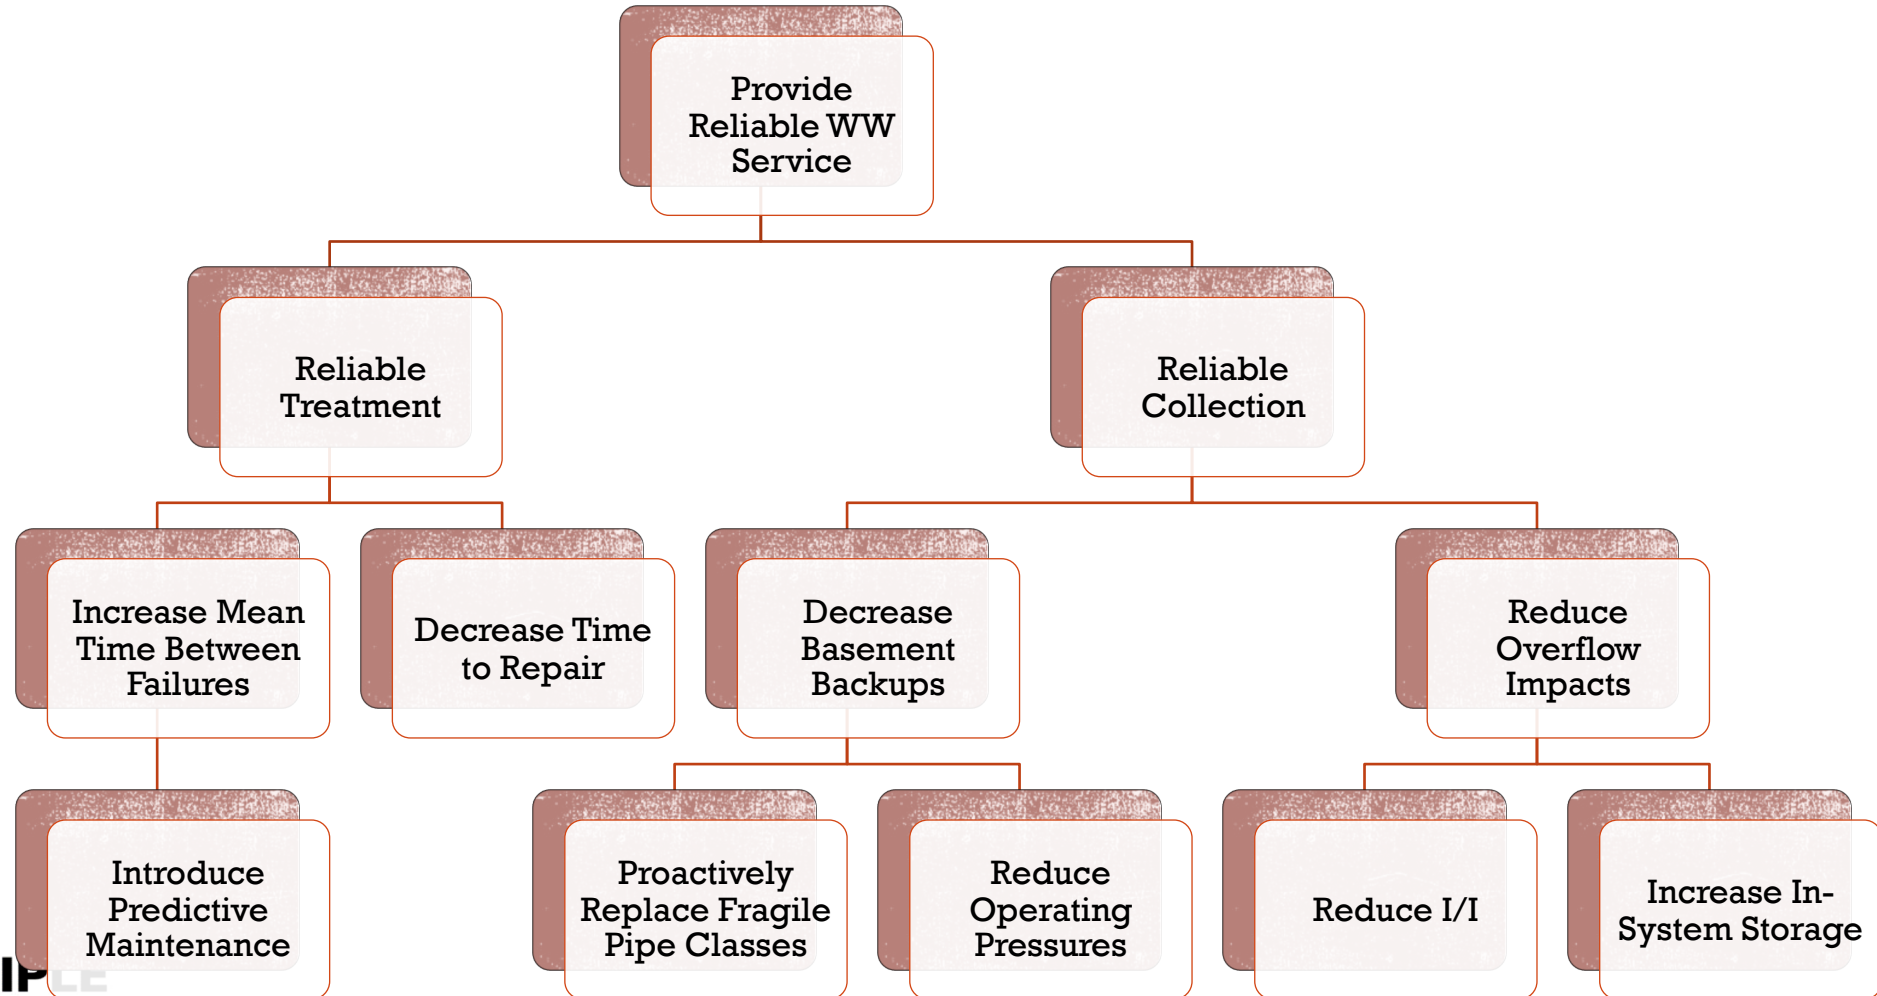 Provide
Reliable WW
Service
Reliable
Treatment
Reliable
Collection
Increase Mean
Time Between
Failures
Decrease Time
to Repair
Decrease
Basement
Backups
Reduce
Overflow
Impacts
Introduce
Predictive
Maintenance
Proactively
Replace Fragile
Pipe Classes
Reduce
Operating
Pressures
Reduce I/I
Increase In-
System Storage
IPLE